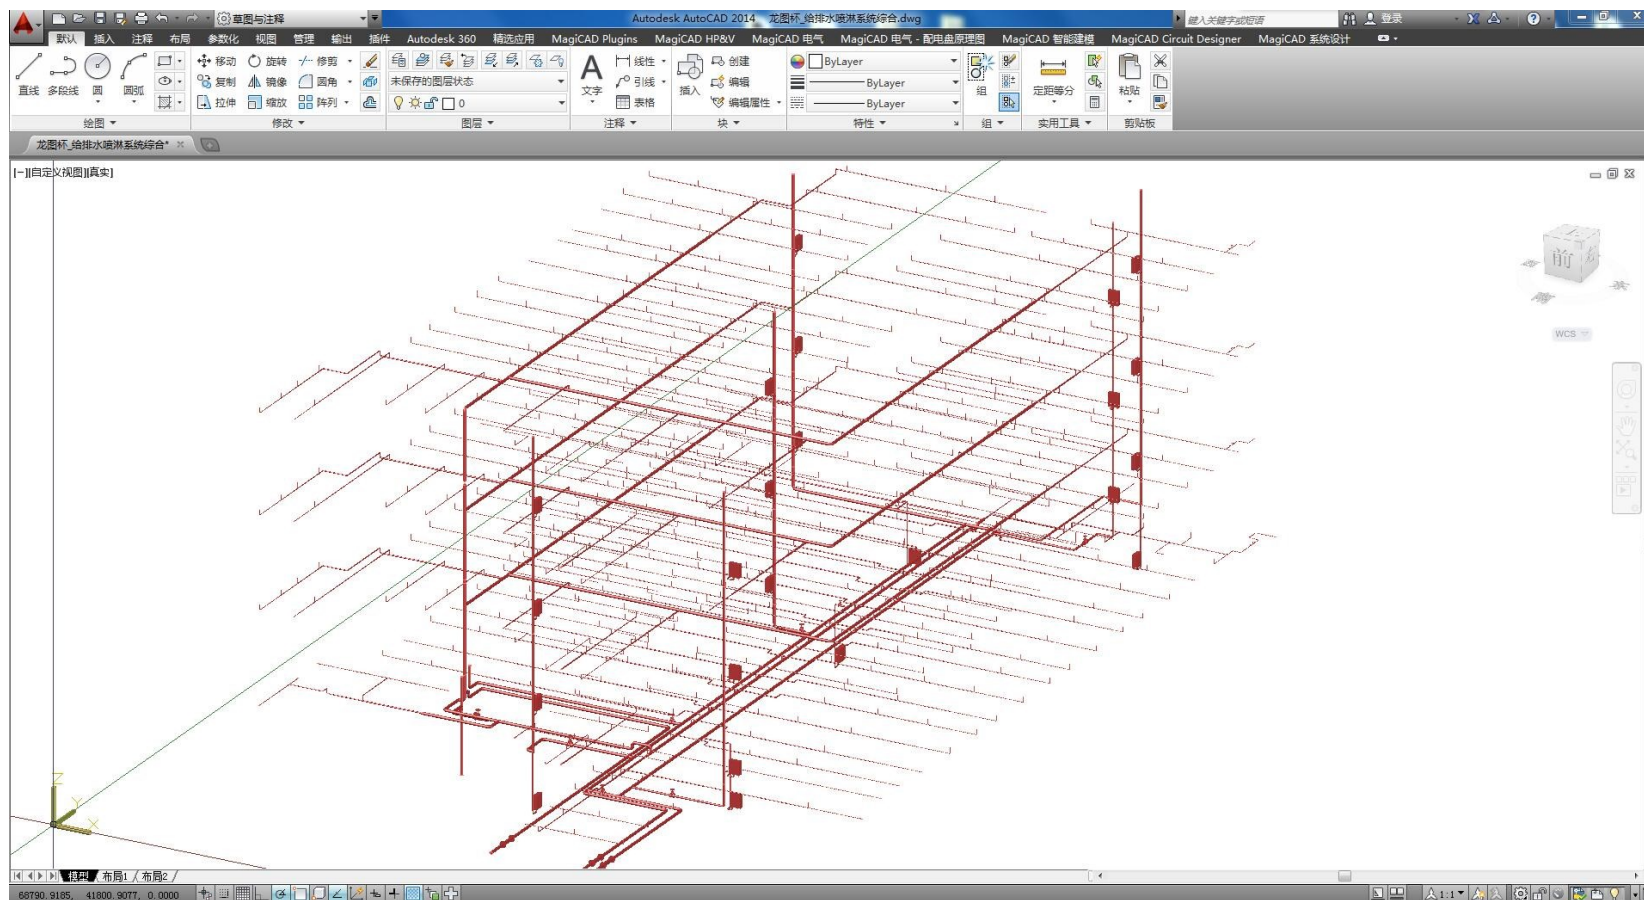 草图与注释
Autodesk AutoCAD 2014 龙图杯_给排水喷淋系统综合.dwg
键入关键字或短语
登录
默认 插入 注释 布局 参数化 视图 管理 输出 插件 Autodesk 360 精选应用 MagiCAD Plugins MagiCAD HP&V MagiCAD 电气 MagiCAD 电气 - 配电盘原理图 MagiCAD 智能建模 MagiCAD Circuit Designer MagiCAD 系统设计
直线 多段线 圆 圆弧
移动 旋转 修剪
复制 镜像 圆角
拉伸 缩放 阵列
未保存的图层状态
0
A 文字
线性
引线
表格
插入
创建
编辑
编辑属性
ByLayer
ByLayer
ByLayer
组
定距等分
粘贴
绘图 修改 图层 注释 块 特性 组 实用工具 剪贴板
龙图杯_给排水喷淋系统综合*
[-][自定义视图][真实]
前
WCS
Z
Y
X
模型 布局1 布局2
68790.9185, 41800.9077, 0.0000
1:1